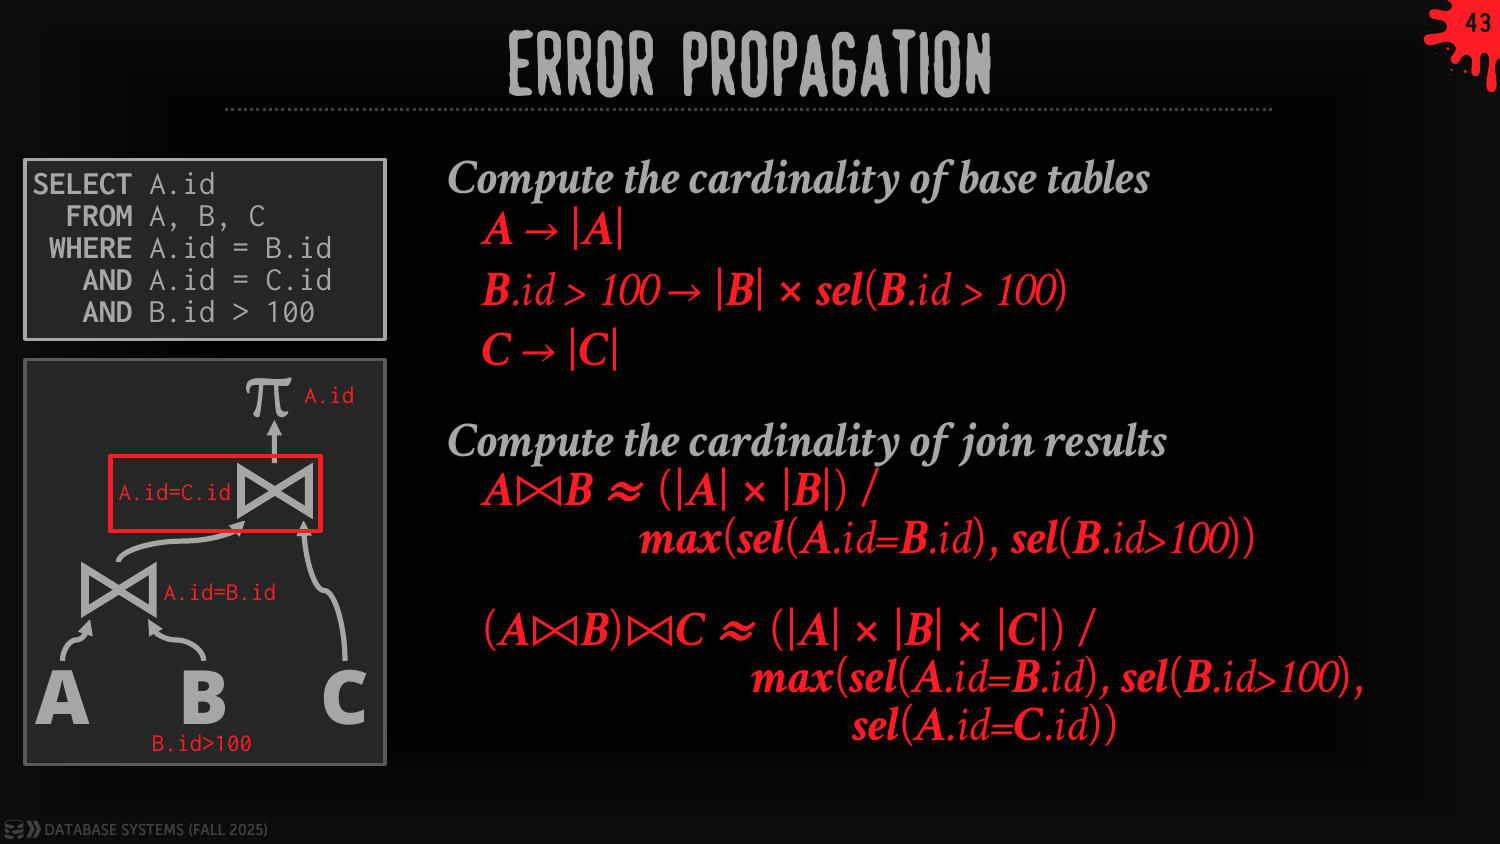 43
ERROR PROPAGATION
SELECT A.id
FROM A, B, C
WHERE A.id = B.id
AND A.id = C.id
AND B.id > 100
π A.id
A.id=C.id ⋈
⋈ A.id=B.id
A B C
B.id>100
Compute the cardinality of base tables
A → |A|
B.id > 100 → |B| × sel(B.id > 100)
C → |C|
Compute the cardinality of join results
A⋈B ≈ (|A| × |B|) /
max(sel(A.id=B.id), sel(B.id>100))
(A⋈B)⋈C ≈ (|A| × |B| × |C|) /
max(sel(A.id=B.id), sel(B.id>100),
sel(A.id=C.id))
DATABASE SYSTEMS (FALL 2025)